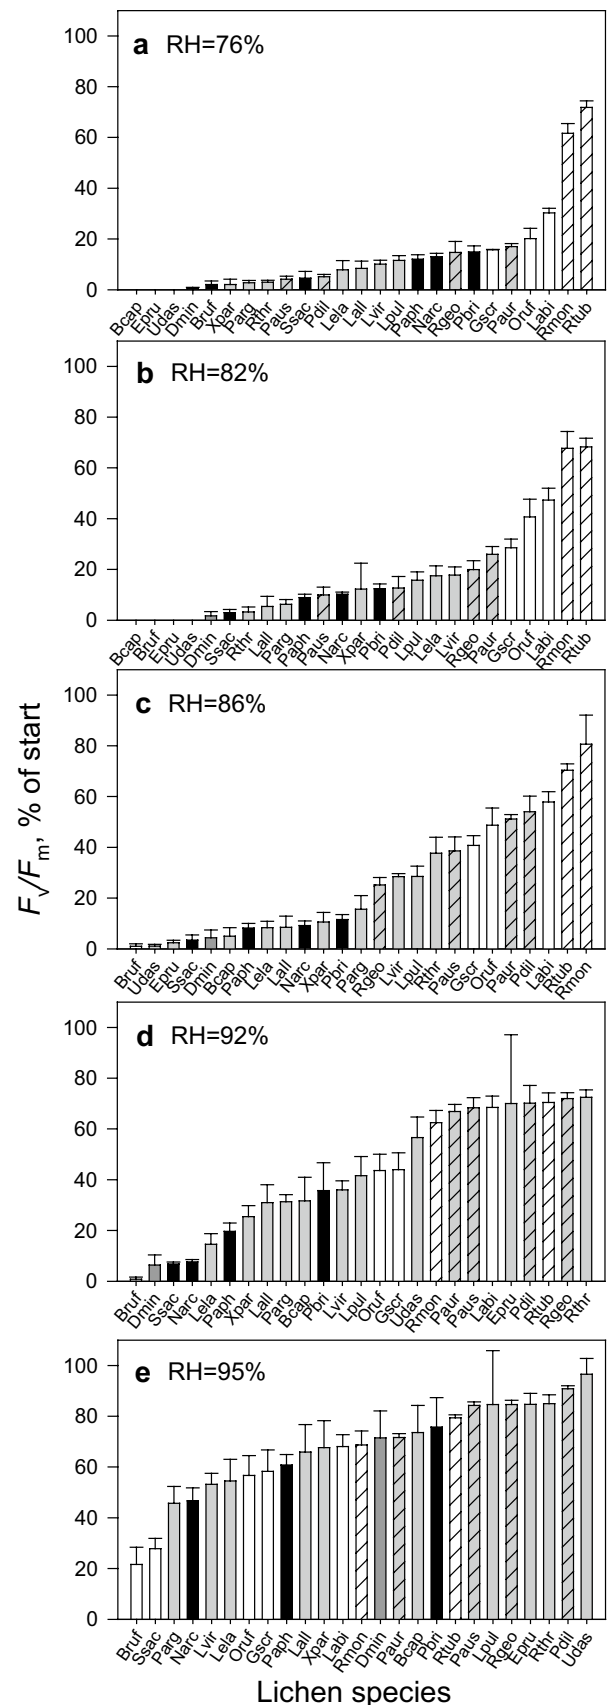 a RH=76%
100
80
60
40
20
0
Bcap Epru Udas Dmin Bruf Xpar Parg Rthr Paus Ssac Pdil Lela Lall Lvir Lpul Paph Narc Rgeo Pbri Gscr Paur Oruf Labi Rmon Rtub
b RH=82%
100
80
60
40
20
0
Bcap Bruf Epru Udas Dmin Ssac Rthr Lall Parg Paph Paus Narc Xpar Pbri Pdil Lpul Lela Lvir Rgeo Paur Gscr Oruf Labi Rmon Rtub
Fv/Fm, % of start
c RH=86%
100
80
60
40
20
0
Bruf Udas Epru Ssac Dmin Bcap Paph Lela Lall Narc Xpar Pbri Parg Rgeo Lvir Lpul Rthr Paus Gscr Oruf Paur Pdil Labi Rtub Rmon
d RH=92%
100
80
60
40
20
0
Bruf Dmin Ssac Narc Lela Paph Xpar Lall Parg Bcap Pbri Lvir Lpul Oruf Gscr Udas Rmon Paur Paus Labi Epru Pdil Rtub Rgeo Rthr
e RH=95%
100
80
60
40
20
0
Bruf Ssac Parg Narc Lvir Lela Oruf Gscr Paph Lall Xpar Labi Rmon Dmin Paur Bcap Pbri Rtub Paus Lpul Rgeo Epru Rthr Pdil Udas
Lichen species